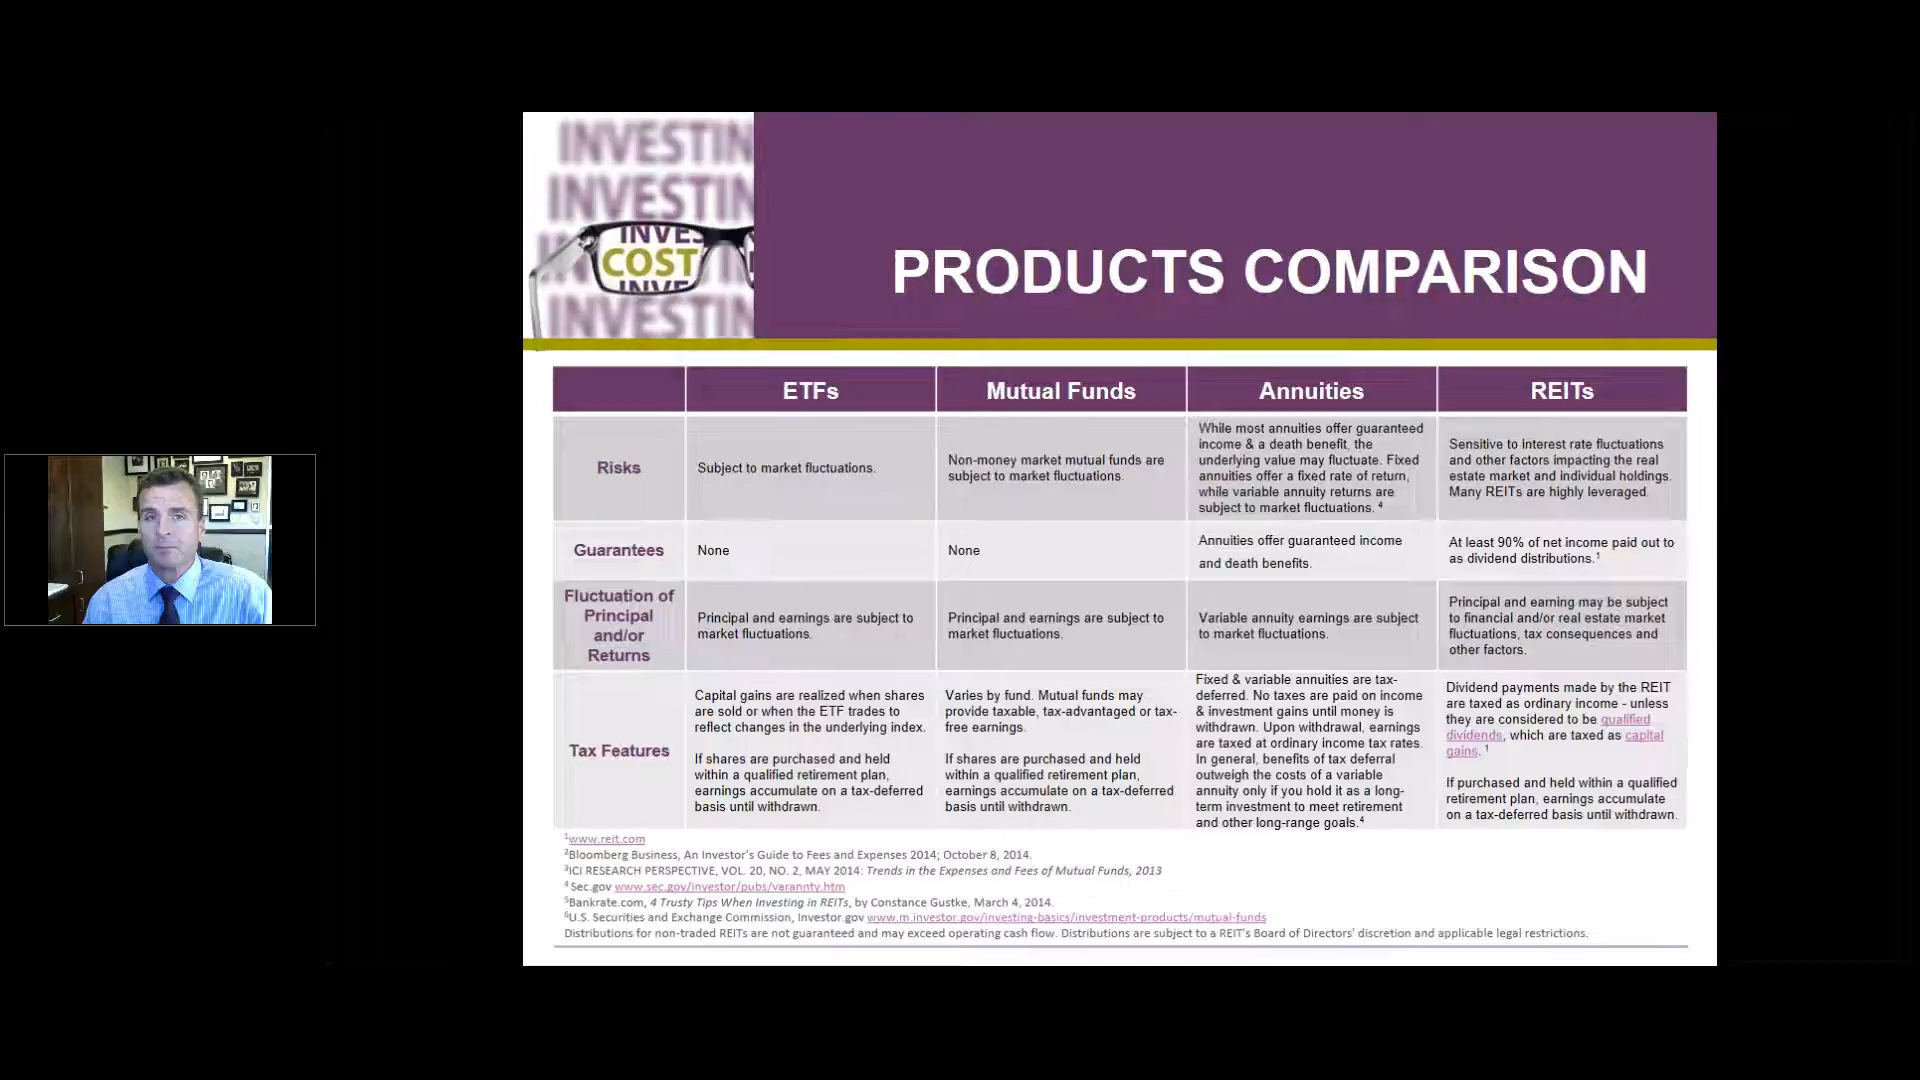 INVESTIN
INVESTIN
INVES
COST
INVE
INVESTIN
PRODUCTS COMPARISON
ETFs
Mutual Funds
Annuities
REITs
Risks
Subject to market fluctuations.
Non-money market mutual funds are
subject to market fluctuations.
While most annuities offer guaranteed
income & a death benefit, the
underlying value may fluctuate. Fixed
annuities offer a fixed rate of return,
while variable annuity returns are
subject to market fluctuations. 4
Sensitive to interest rate fluctuations
and other factors impacting the real
estate market and individual holdings.
Many REITs are highly leveraged.
Guarantees
None
None
Annuities offer guaranteed income
and death benefits.
At least 90% of net income paid out to
as dividend distributions.1
Fluctuation of
Principal
and/or
Returns
Principal and earnings are subject to
market fluctuations.
Principal and earnings are subject to
market fluctuations.
Variable annuity earnings are subject
to market fluctuations.
Principal and earning may be subject
to financial and/or real estate market
fluctuations, tax consequences and
other factors.
Tax Features
Capital gains are realized when shares
are sold or when the ETF trades to
reflect changes in the underlying index.
If shares are purchased and held
within a qualified retirement plan,
earnings accumulate on a tax-deferred
basis until withdrawn.
Varies by fund. Mutual funds may
provide taxable, tax-advantaged or tax-
free earnings.
If shares are purchased and held
within a qualified retirement plan,
earnings accumulate on a tax-deferred
basis until withdrawn.
Fixed & variable annuities are tax-
deferred. No taxes are paid on income
& investment gains until money is
withdrawn. Upon withdrawal, earnings
are taxed at ordinary income tax rates.
In general, benefits of tax deferral
outweigh the costs of a variable
annuity only if you hold it as a long-
term investment to meet retirement
and other long-range goals.4
Dividend payments made by the REIT
are taxed as ordinary income - unless
they are considered to be qualified
dividends, which are taxed as capital
gains. 1
If purchased and held within a qualified
retirement plan, earnings accumulate
on a tax-deferred basis until withdrawn.
1www.reit.com
2Bloomberg Business, An Investor's Guide to Fees and Expenses 2014; October 8, 2014.
3ICI RESEARCH PERSPECTIVE, VOL. 20, NO. 2, MAY 2014: Trends in the Expenses and Fees of Mutual Funds, 2013
4 Sec.gov www.sec.gov/investor/pubs/varannty.htm
5Bankrate.com, 4 Trusty Tips When Investing in REITs, by Constance Gustke, March 4, 2014.
6U.S. Securities and Exchange Commission, Investor.gov www.m.investor.gov/investing-basics/investment-products/mutual-funds
Distributions for non-traded REITs are not guaranteed and may exceed operating cash flow. Distributions are subject to a REIT's Board of Directors' discretion and applicable legal restrictions.